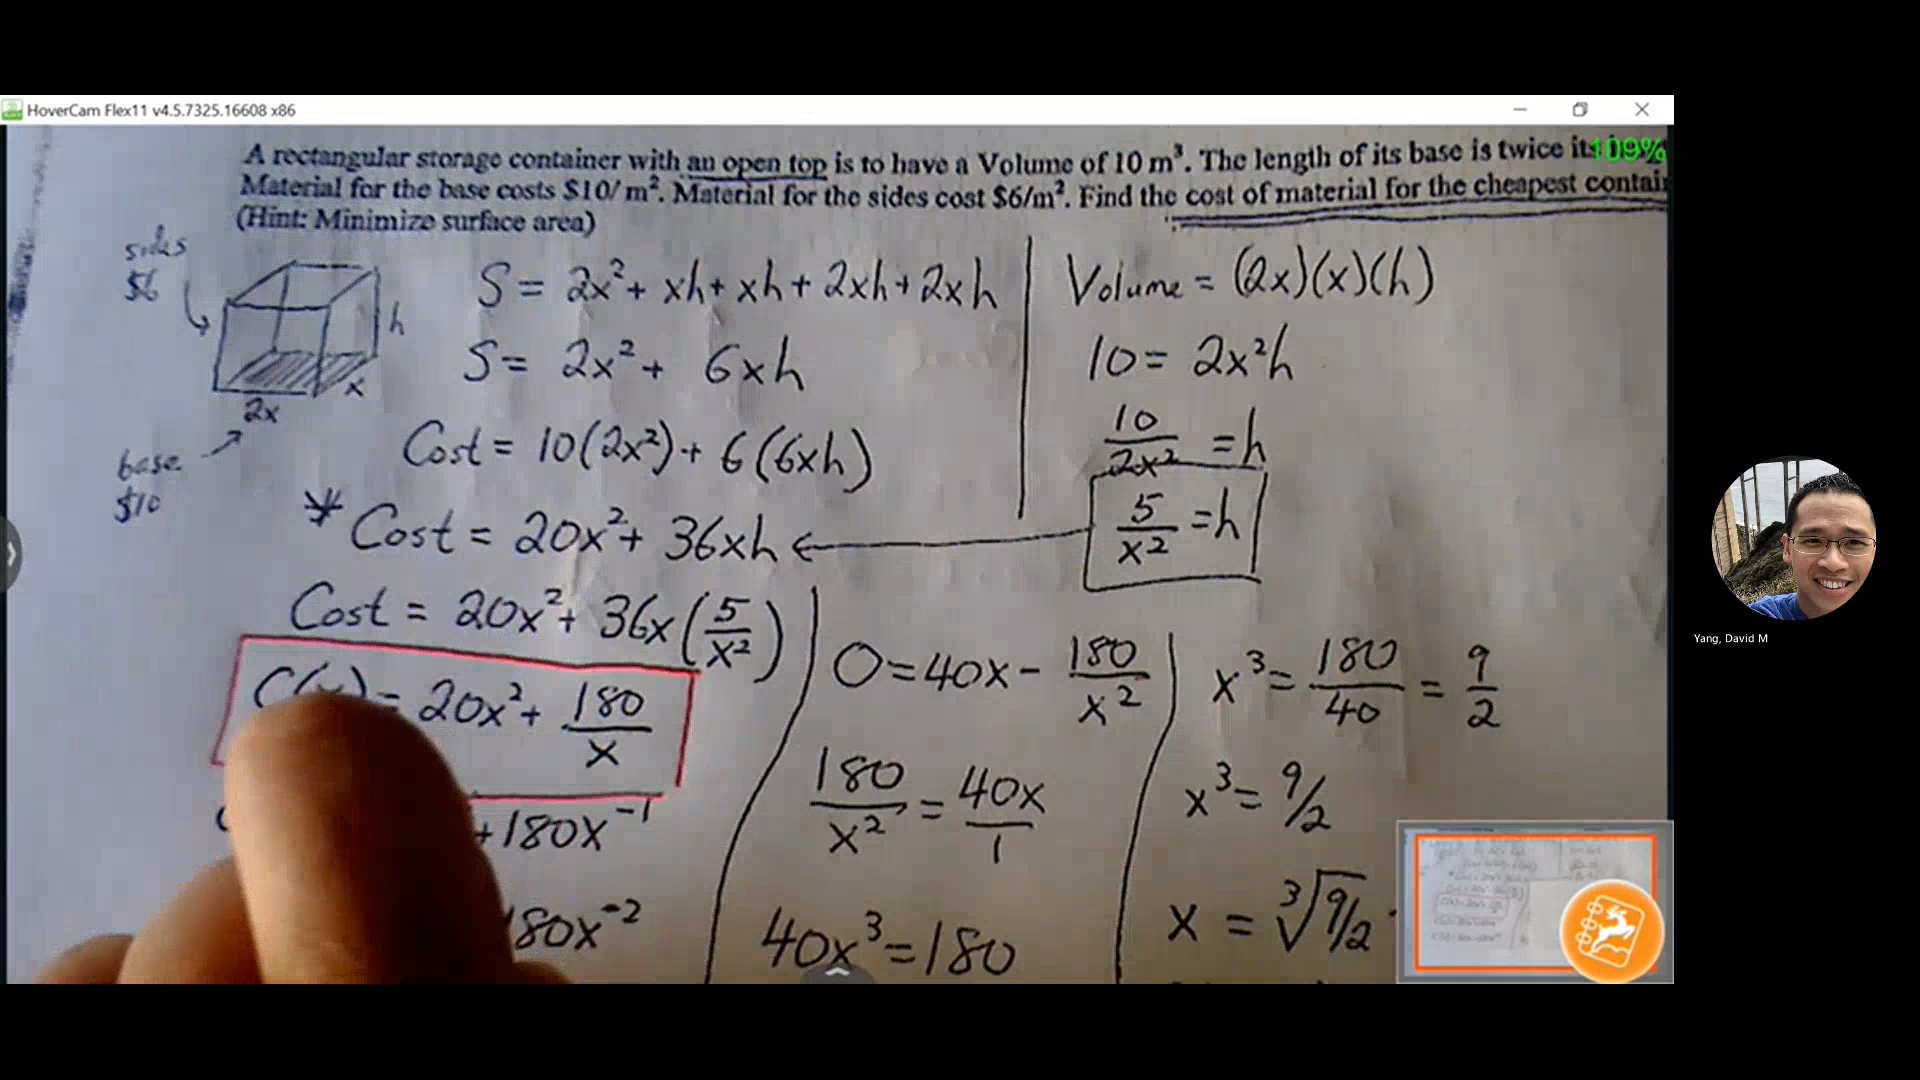 HoverCam Flex11 v4.5.7325.16608 x86
A rectangular storage container with an open top is to have a Volume of 10 m³. The length of its base is twice its
109%
Material for the base costs $10/ m². Material for the sides cost $6/m². Find the cost of material for the cheapest contai
(Hint: Minimize surface area)
sides
$6
h
x
2x
base
$10
S = 2x² + xh + xh + 2xh + 2xh
S = 2x² + 6xh
Cost = 10(2x²) + 6(6xh)
* Cost = 20x² + 36xh
Cost = 20x² + 36x(5/x²)
C(x) = 20x² + 180/x
+180x⁻¹
180x⁻²
Volume = (2x)(x)(h)
10 = 2x²h
10/2x² = h
5/x² = h
0 = 40x - 180/x²
180/x² = 40x/1
40x³ = 180
x³ = 180/40 = 9/2
x³ = 9/2
x = ³√9/2
Yang, David M